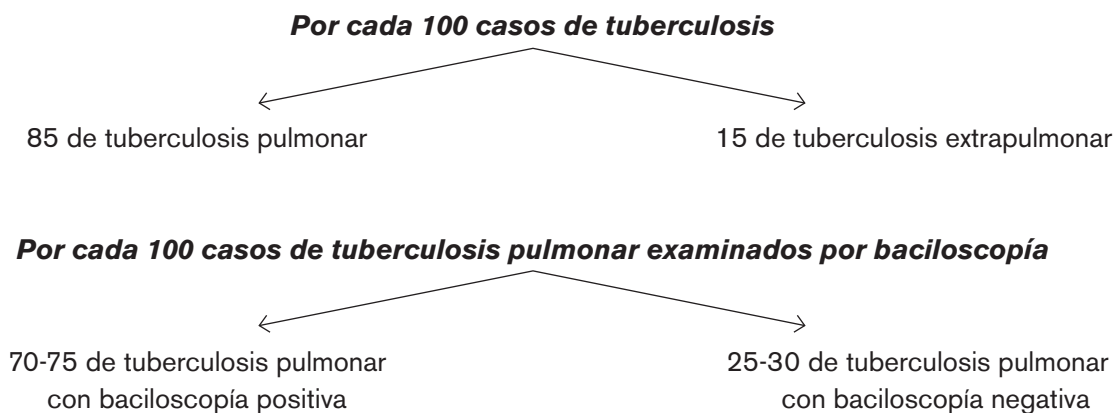 Por cada 100 casos de tuberculosis
85 de tuberculosis pulmonar
15 de tuberculosis extrapulmonar
Por cada 100 casos de tuberculosis pulmonar examinados por baciloscopía
70-75 de tuberculosis pulmonar
con baciloscopía positiva
25-30 de tuberculosis pulmonar
con baciloscopía negativa